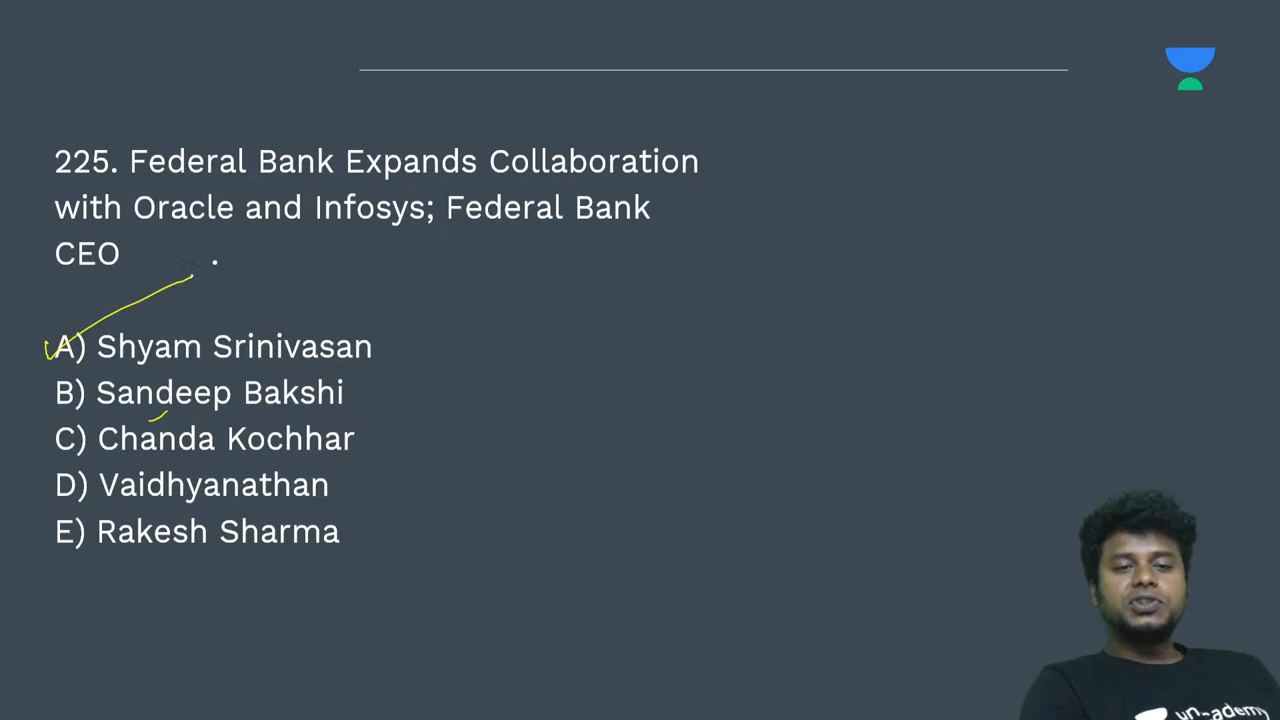 225. Federal Bank Expands Collaboration
with Oracle and Infosys; Federal Bank
CEO .
A) Shyam Srinivasan
B) Sandeep Bakshi
C) Chanda Kochhar
D) Vaidhyanathan
E) Rakesh Sharma